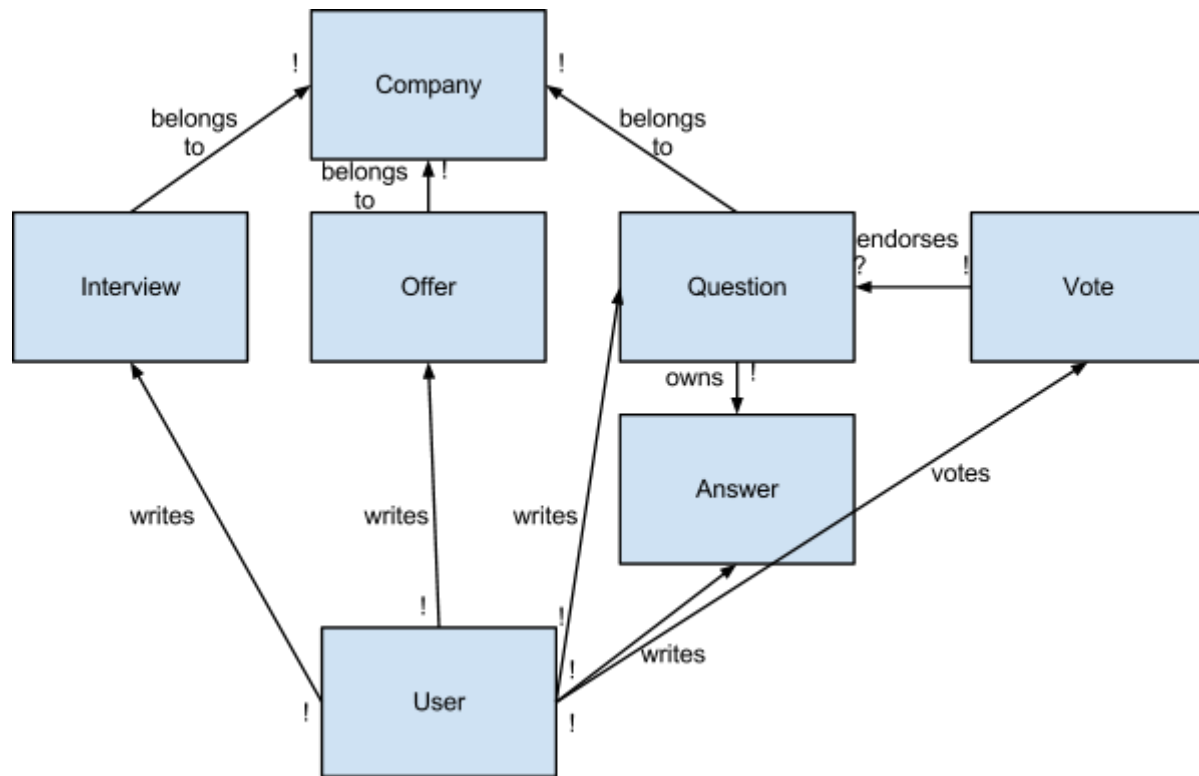 !
!
Company
belongs
to
belongs
to
belongs
to
!
endorses
?
!
Interview
Offer
Question
Vote
owns
!
Answer
votes
writes
writes
writes
!
!
writes
!
!
!
User